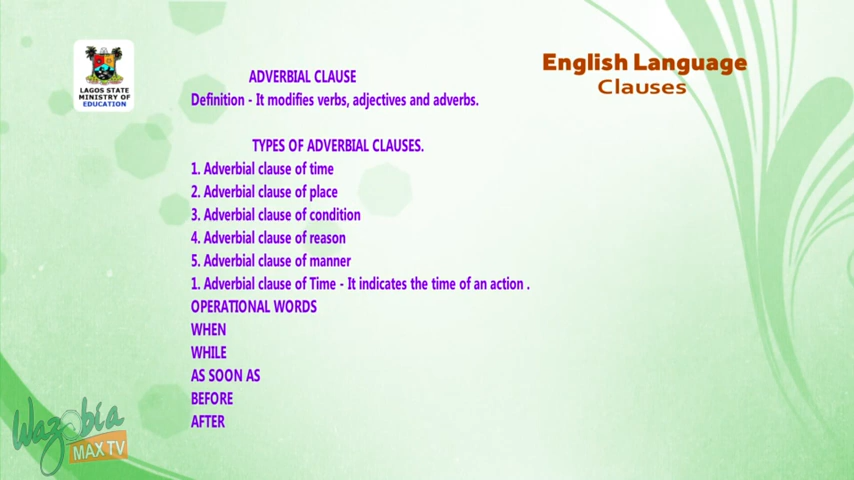 LAGOS STATE
MINISTRY OF
EDUCATION
English Language
Clauses
ADVERBIAL CLAUSE
Definition - It modifies verbs, adjectives and adverbs.
TYPES OF ADVERBIAL CLAUSES.
1. Adverbial clause of time
2. Adverbial clause of place
3. Adverbial clause of condition
4. Adverbial clause of reason
5. Adverbial clause of manner
1. Adverbial clause of Time - It indicates the time of an action .
OPERATIONAL WORDS
WHEN
WHILE
AS SOON AS
BEFORE
AFTER
Wazobia
MAX TV